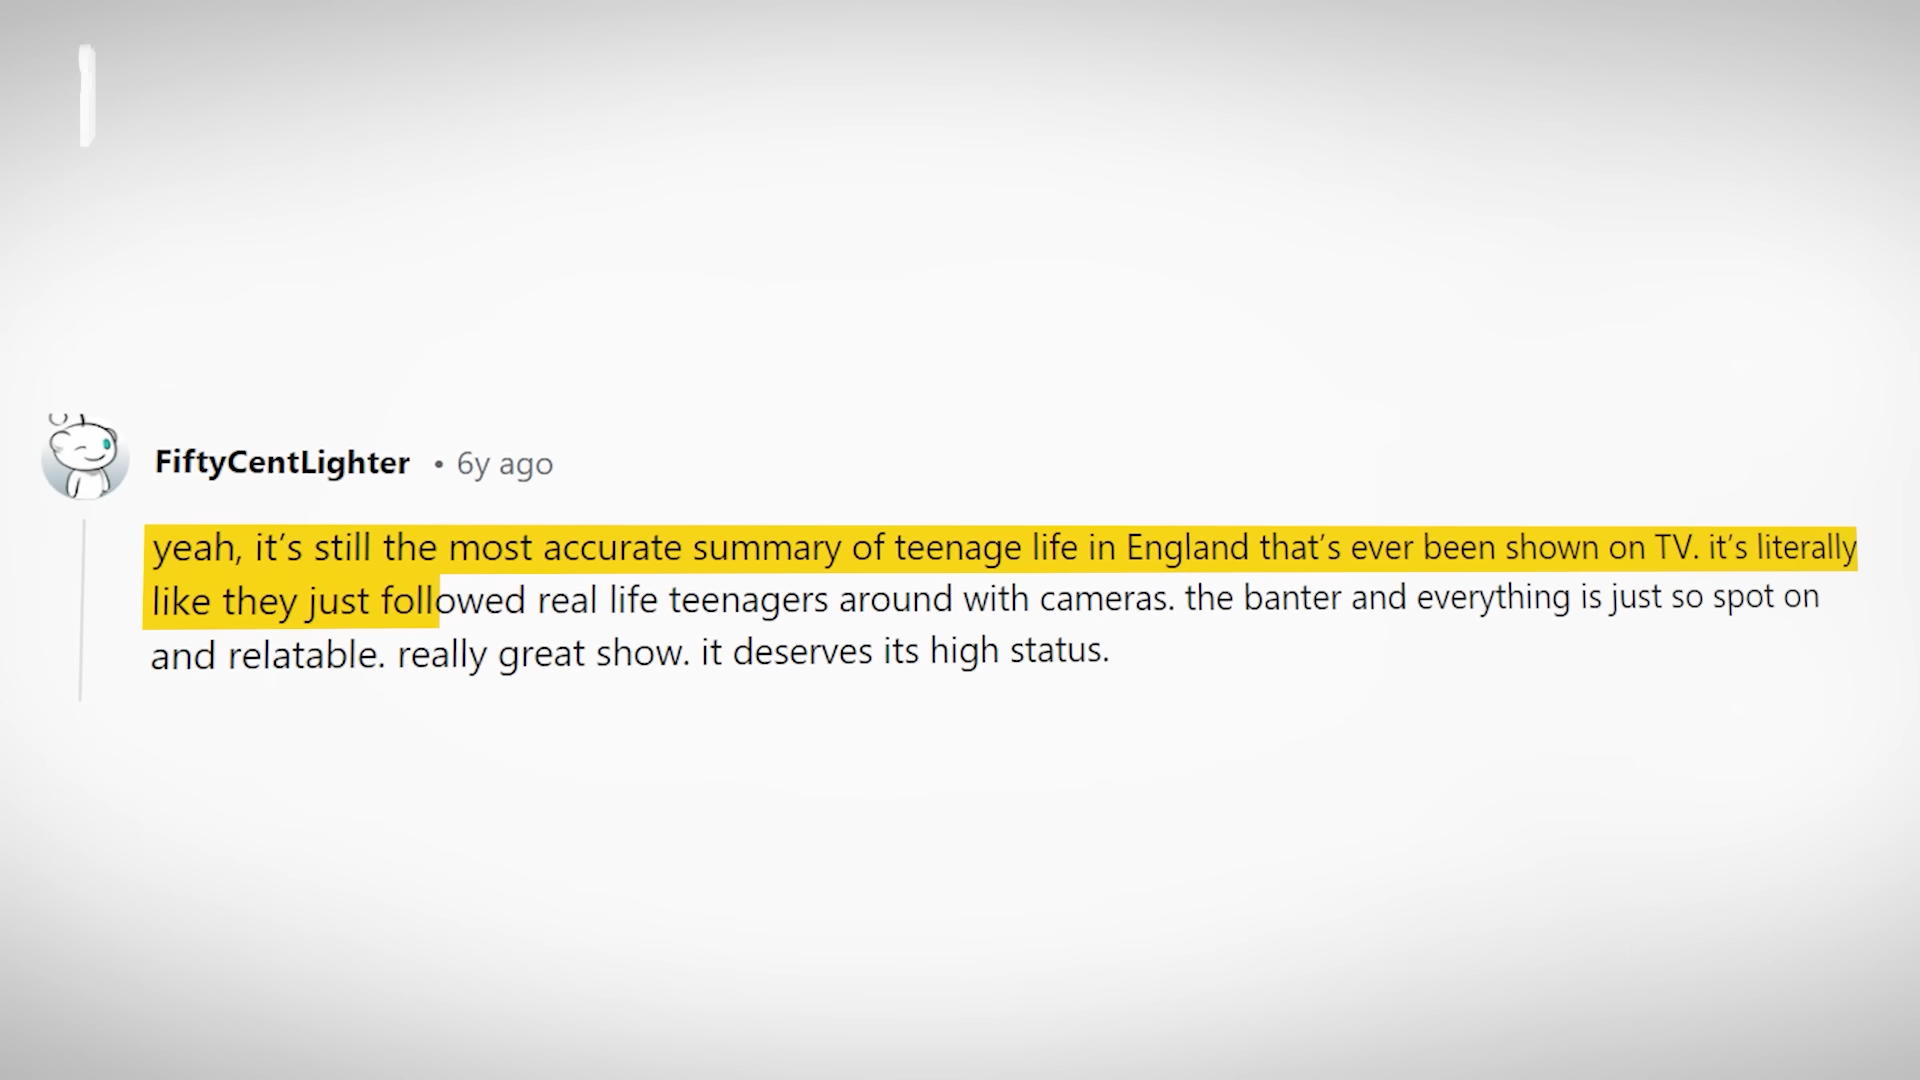 FiftyCentLighter • 6y ago
yeah, it’s still the most accurate summary of teenage life in England that’s ever been shown on TV. it’s literally
like they just followed real life teenagers around with cameras. the banter and everything is just so spot on
and relatable. really great show. it deserves its high status.